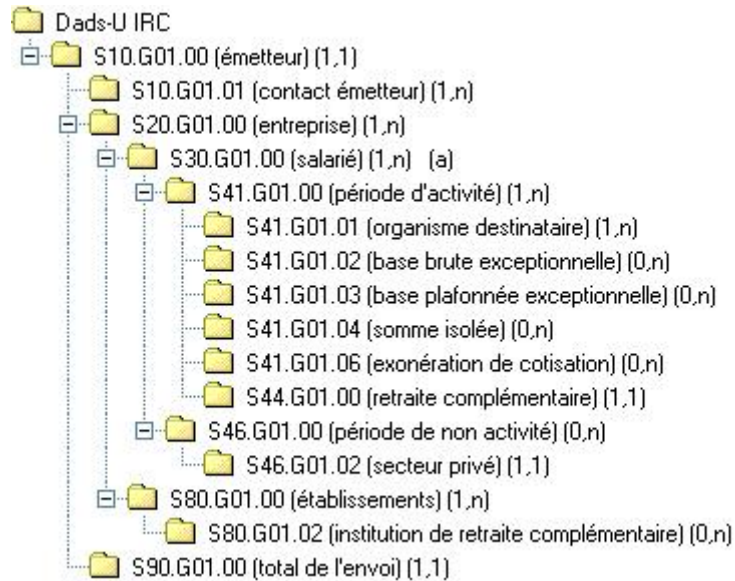 Dads-U IRC
S10.G01.00 (émetteur) (1,1)
S10.G01.01 (contact émetteur) (1,n)
S20.G01.00 (entreprise) (1,n)
S30.G01.00 (salarié) (1,n) (a)
S41.G01.00 (période d'activité) (1,n)
S41.G01.01 (organisme destinataire) (1,n)
S41.G01.02 (base brute exceptionnelle) (0,n)
S41.G01.03 (base plafonnée exceptionnelle) (0,n)
S41.G01.04 (somme isolée) (0,n)
S41.G01.06 (exonération de cotisation) (0,n)
S44.G01.00 (retraite complémentaire) (1,1)
S46.G01.00 (période de non activité) (0,n)
S46.G01.02 (secteur privé) (1,1)
S80.G01.00 (établissements) (1,n)
S80.G01.02 (institution de retraite complémentaire) (0,n)
S90.G01.00 (total de l'envoi) (1,1)